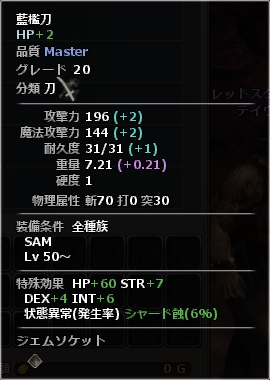 藍檻刀
HP+2
品質 Master
グレード 20
分類 刀
攻撃力 196 (+2)
魔法攻撃力 144 (+2)
耐久度 31/31 (+1)
重量 7.21 (+0.21)
硬度 1
物理属性 斬70 打0 突30
装備条件 全種族
SAM
Lv 50～
特殊効果 HP+60 STR+7
DEX+4 INT+6
状態異常(発生率) シャード蝕(6%)
ジェムソケット
0 G